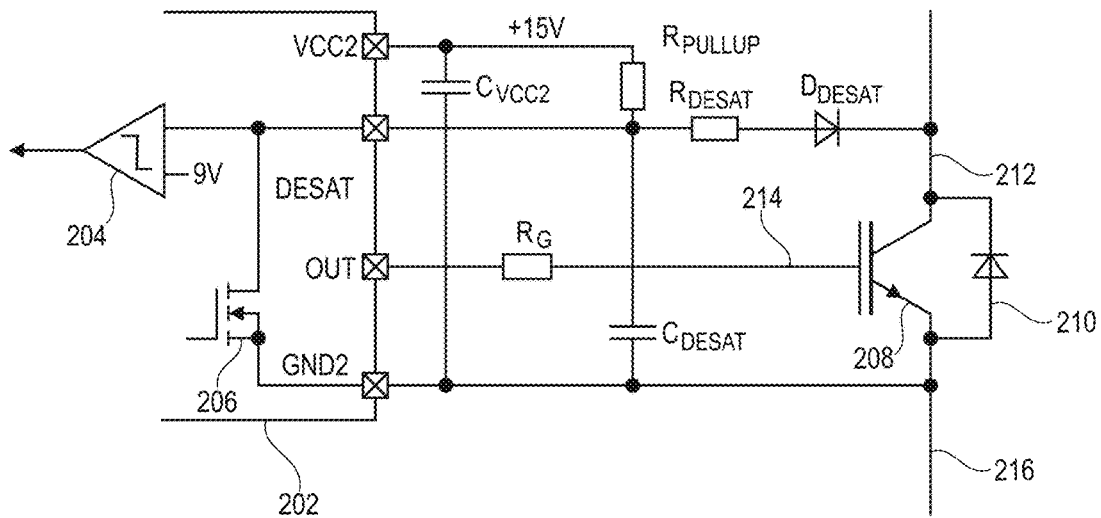 VCC2
+15V
RPULLUP
CVCC2
RDESAT
DDESAT
9V
DESAT
204
212
214
RG
OUT
210
CDESAT
208
GND2
206
216
202